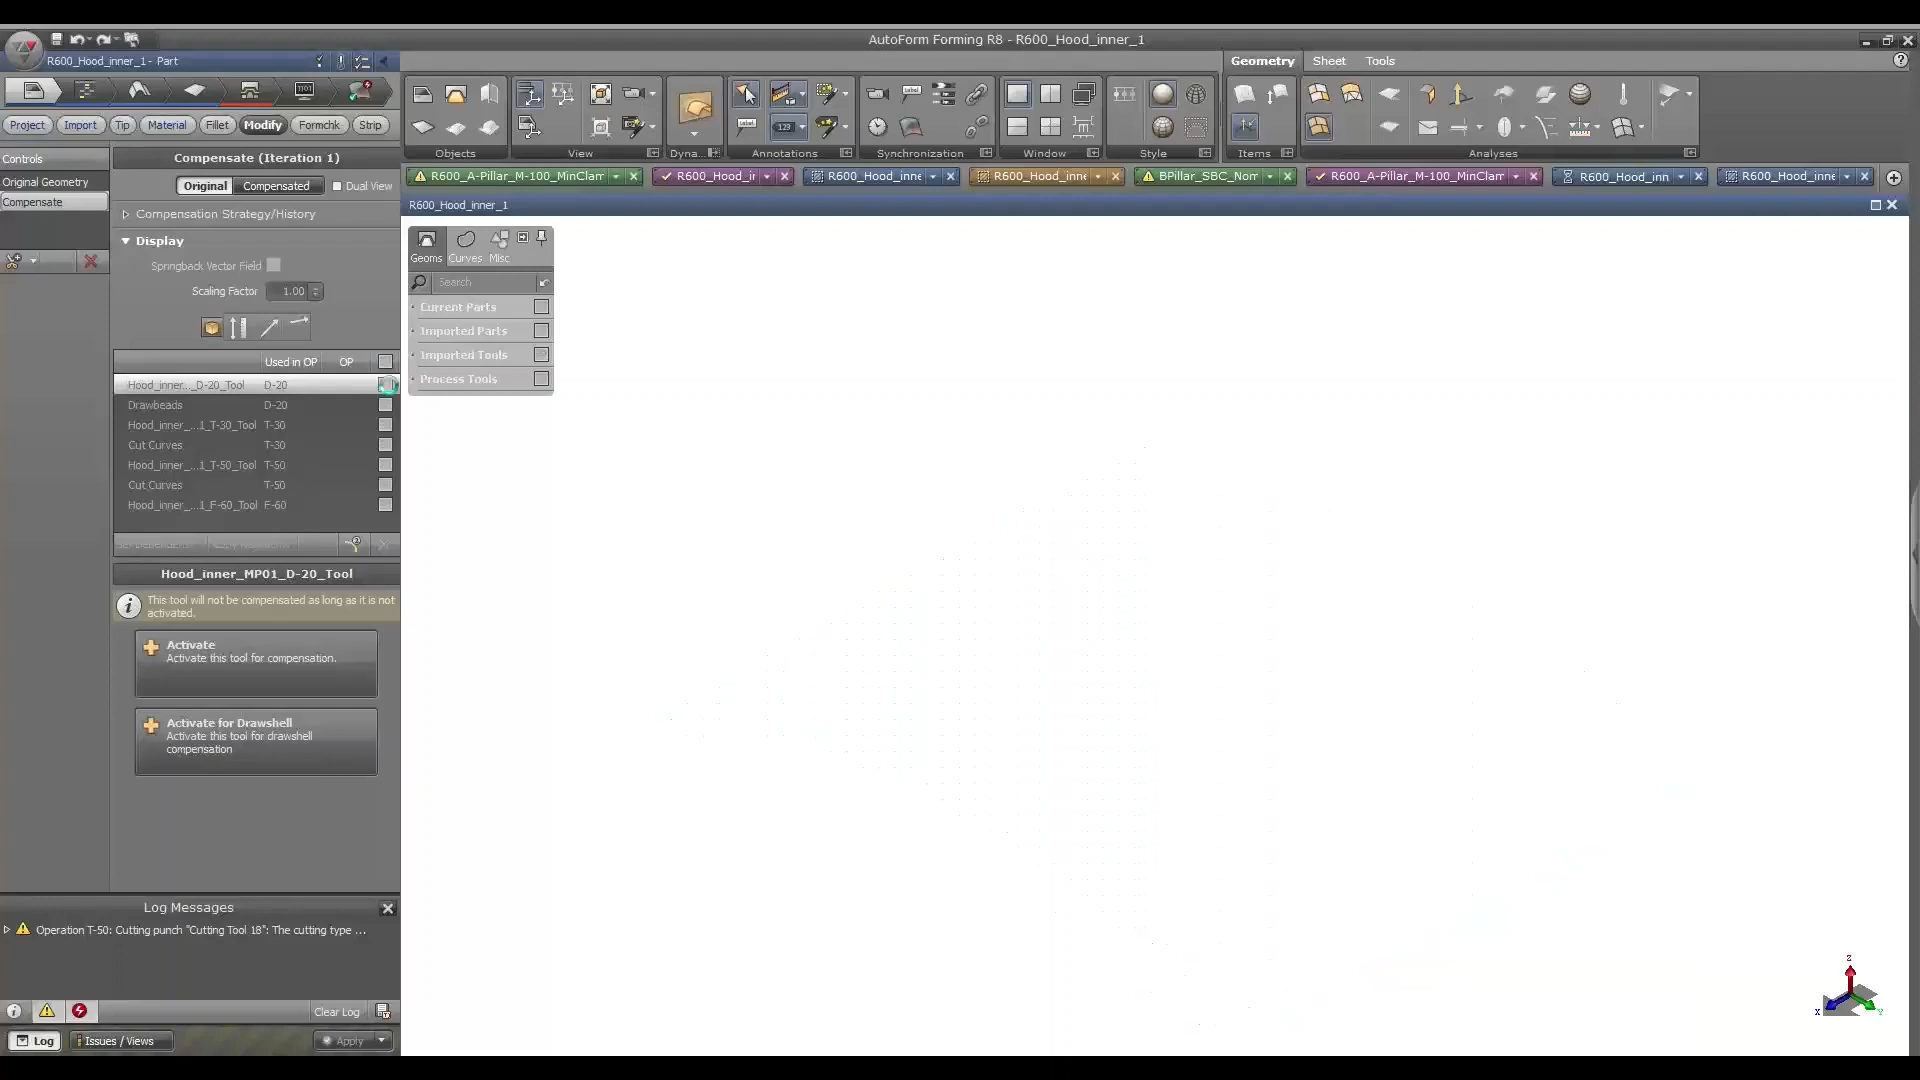 AutoForm Forming R8 - R600_Hood_inner_1
R600_Hood_inner_1 - Part
Geometry Sheet Tools
Project Import Tip Material Fillet Modify Formchk Strip
Objects View Dyna... Annotations Synchronization Window Style Items Analyses
Controls
Original Geometry
Compensate
Compensate (Iteration 1)
Original Compensated Dual View
Compensation Strategy/History
Display
Springback Vector Field
Scaling Factor 1.00
Used in OP OP
Hood_inner..._D-20_Tool D-20
Drawbeads D-20
Hood_inner_...1_T-30_Tool T-30
Cut Curves T-30
Hood_inner_...1_T-50_Tool T-50
Cut Curves T-50
Hood_inner_...1_F-60_Tool F-60
Hood_inner_MP01_D-20_Tool
This tool will not be compensated as long as it is not
activated.
Activate
Activate this tool for compensation.
Activate for Drawshell
Activate this tool for drawshell
compensation
Log Messages
Operation T-50: Cutting punch "Cutting Tool 18": The cutting type ...
Clear Log
Log Issues / Views Apply
R600_A-Pillar_M-100_MinClam R600_Hood_ir R600_Hood_inne R600_Hood_inne BPillar_SBC_Nom R600_A-Pillar_M-100_MinClam R600_Hood_inn R600_Hood_inne
R600_Hood_inner_1
Geoms Curves Misc
Search
Current Parts
Imported Parts
Imported Tools
Process Tools
Label
123
Label
Z
X
Y